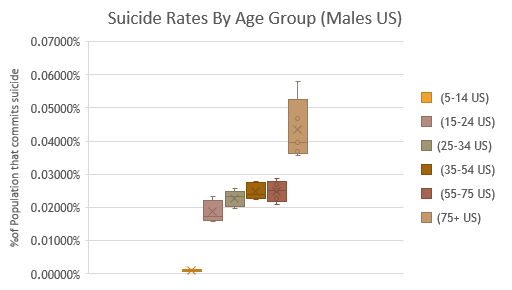 Suicide Rates By Age Group (Males US)
%of Population that commits suicide
0.07000%
0.06000%
0.05000%
0.04000%
0.03000%
0.02000%
0.01000%
0.00000%
(5-14 US)
(15-24 US)
(25-34 US)
(35-54 US)
(55-75 US)
(75+ US)